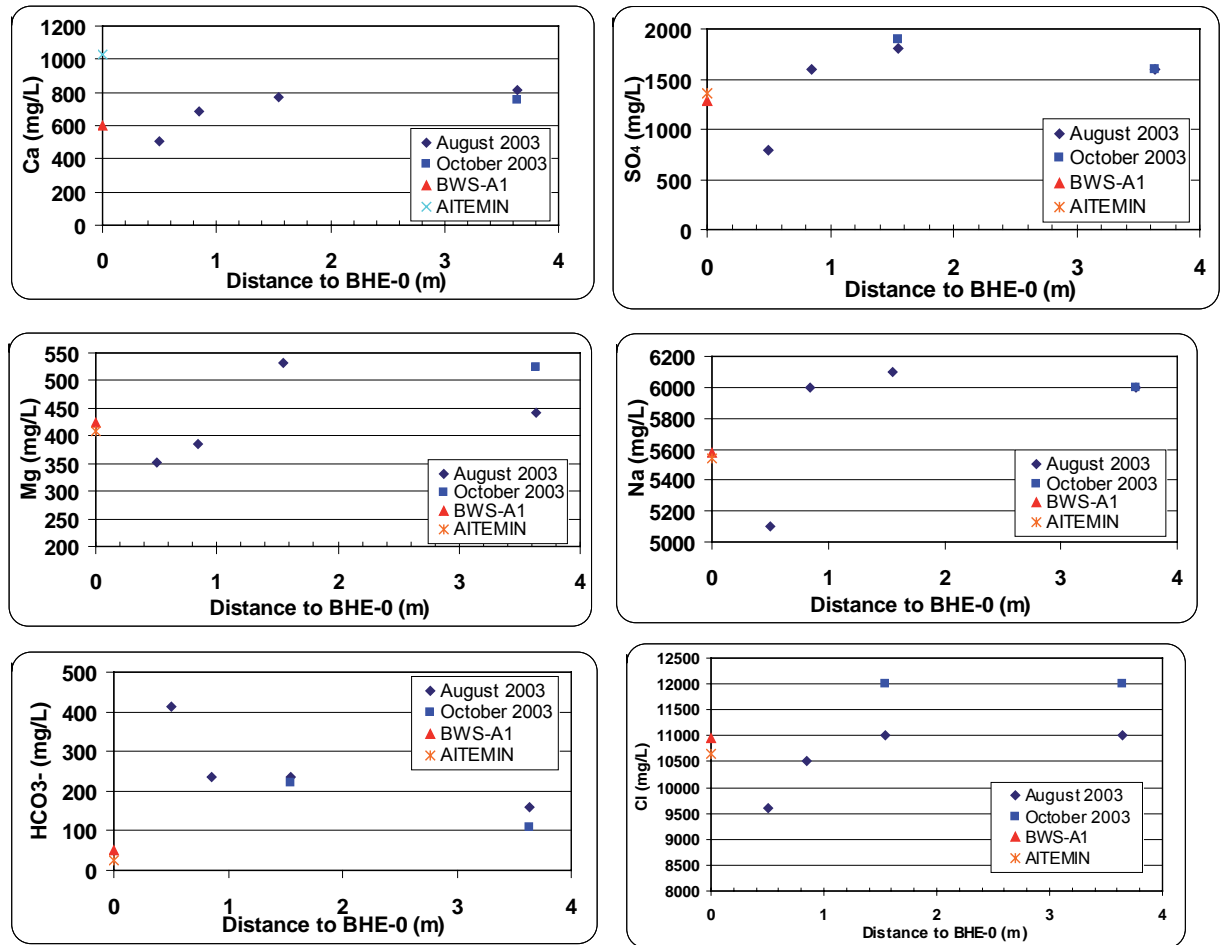 1200
1000
800
600
400
200
0
Ca (mg/L)
0 1 2 3 4
Distance to BHE-0 (m)
August 2003
October 2003
BWS-A1
AITEMIN
2000
1500
1000
500
0
SO₄ (mg/L)
0 1 2 3 4
Distance to BHE-0 (m)
August 2003
October 2003
BWS-A1
AITEMIN
550
500
450
400
350
300
250
200
Mg (mg/L)
0 1 2 3 4
Distance to BHE-0 (m)
August 2003
October 2003
BWS-A1
AITEMIN
6200
6000
5800
5600
5400
5200
5000
Na (mg/L)
0 1 2 3 4
Distance to BHE-0 (m)
August 2003
October 2003
BWS-A1
AITEMIN
500
400
300
200
100
0
HCO3- (mg/L)
0 1 2 3 4
Distance to BHE-0 (m)
August 2003
October 2003
BWS-A1
AITEMIN
12500
12000
11500
11000
10500
10000
9500
9000
8500
8000
Cl (mg/L)
0 1 2 3 4
Distance to BHE-0 (m)
August 2003
October 2003
BWS-A1
AITEMIN